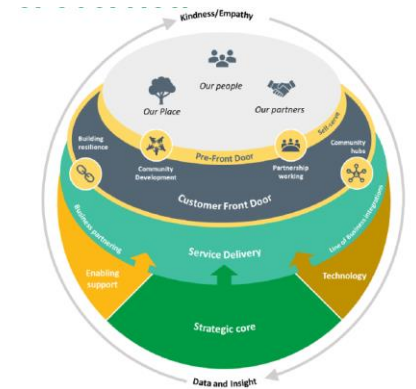 Kindness/Empathy
Our people
Our Place
Our partners
Self-serve
Building
resilience
Community
hubs
Pre-Front Door
Community
Development
Partnership
working
Customer Front Door
Business partnering
Line of Business Integrations
Service Delivery
Enabling
support
Technology
Strategic core
Data and Insight